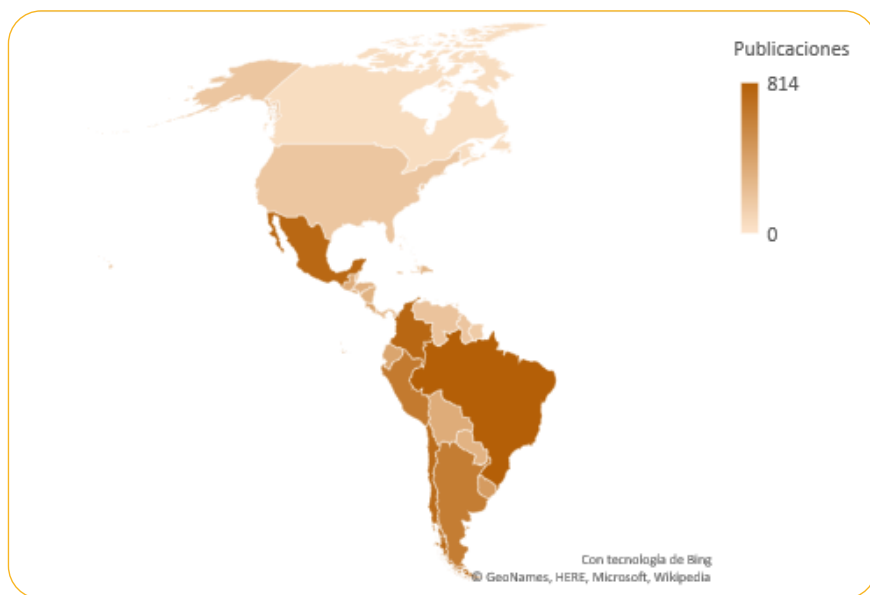 Publicaciones
814
0
Con tecnología de Bing
© GeoNames, HERE, Microsoft, Wikipedia